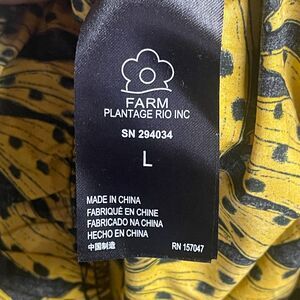 FARM
PLANTAGE RIO INC
SN 294034
L
MADE IN CHINA
FABRIQUÉ EN CHINE
FABRICADO NA CHINA
HECHO EN CHINA
中国制造
RN 157047